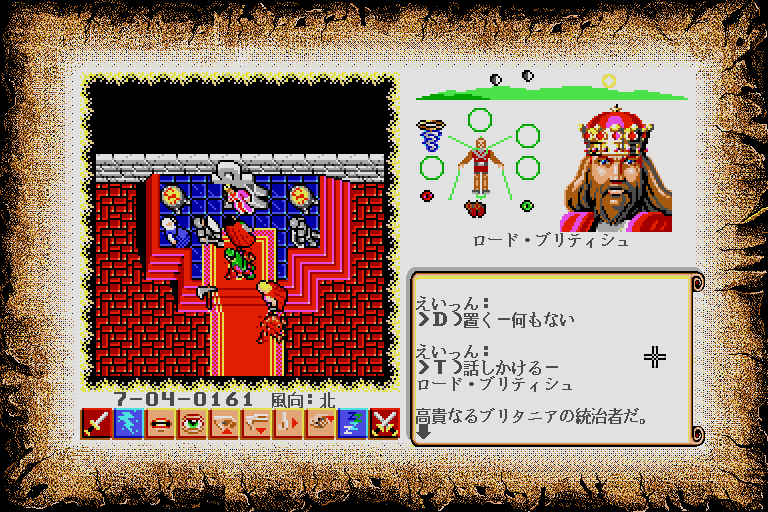 ロード・ブリティシュ
えいっん:
>D>置く－何もない
えいっん:
>T>話しかける－
ロード・ブリティシュ
高貴なるブリタニアの統治者だ。
7-04-0161 風向:北